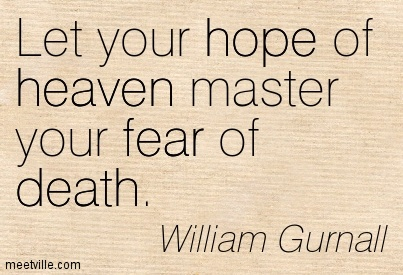 Let your hope of
heaven master
your fear of
death.
William Gurnall
meetville.com